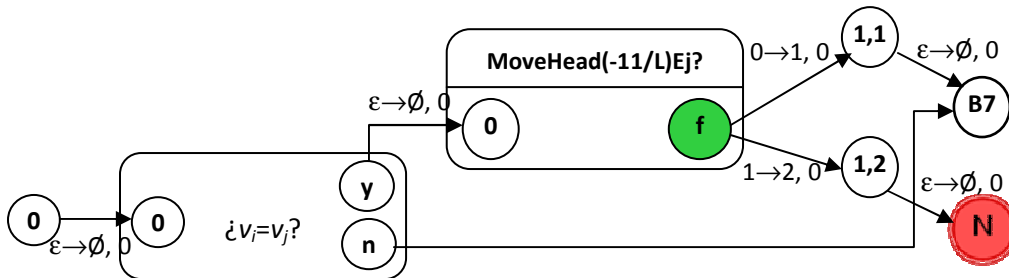 1,1
0→1, 0
ε→Ø, 0
MoveHead(-11/L)Ej?
ε→Ø, 0
B7
0
f
1,2
1→2, 0
ε→Ø, 0
y
0
0
¿vi=vj?
N
ε→Ø, 0
n